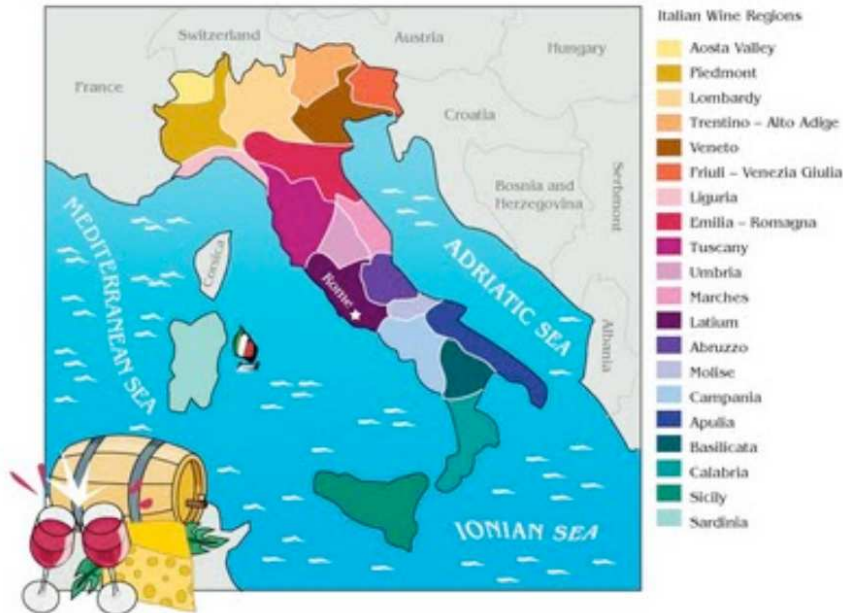 Italian Wine Regions
Aosta Valley
Piedmont
Lombardy
Trentino – Alto Adige
Veneto
Friuli – Venezia Giulia
Liguria
Emilia – Romagna
Tuscany
Umbria
Marches
Latium
Abruzzo
Molise
Campania
Apulia
Basilicata
Calabria
Sicily
Sardinia
Switzerland
Austria
Hungary
France
Croatia
Bosnia and
Herzegovina
Serbmont
Albania
MEDITERRANEAN SEA
Corsica
ADRIATIC SEA
Rome
IONIAN SEA